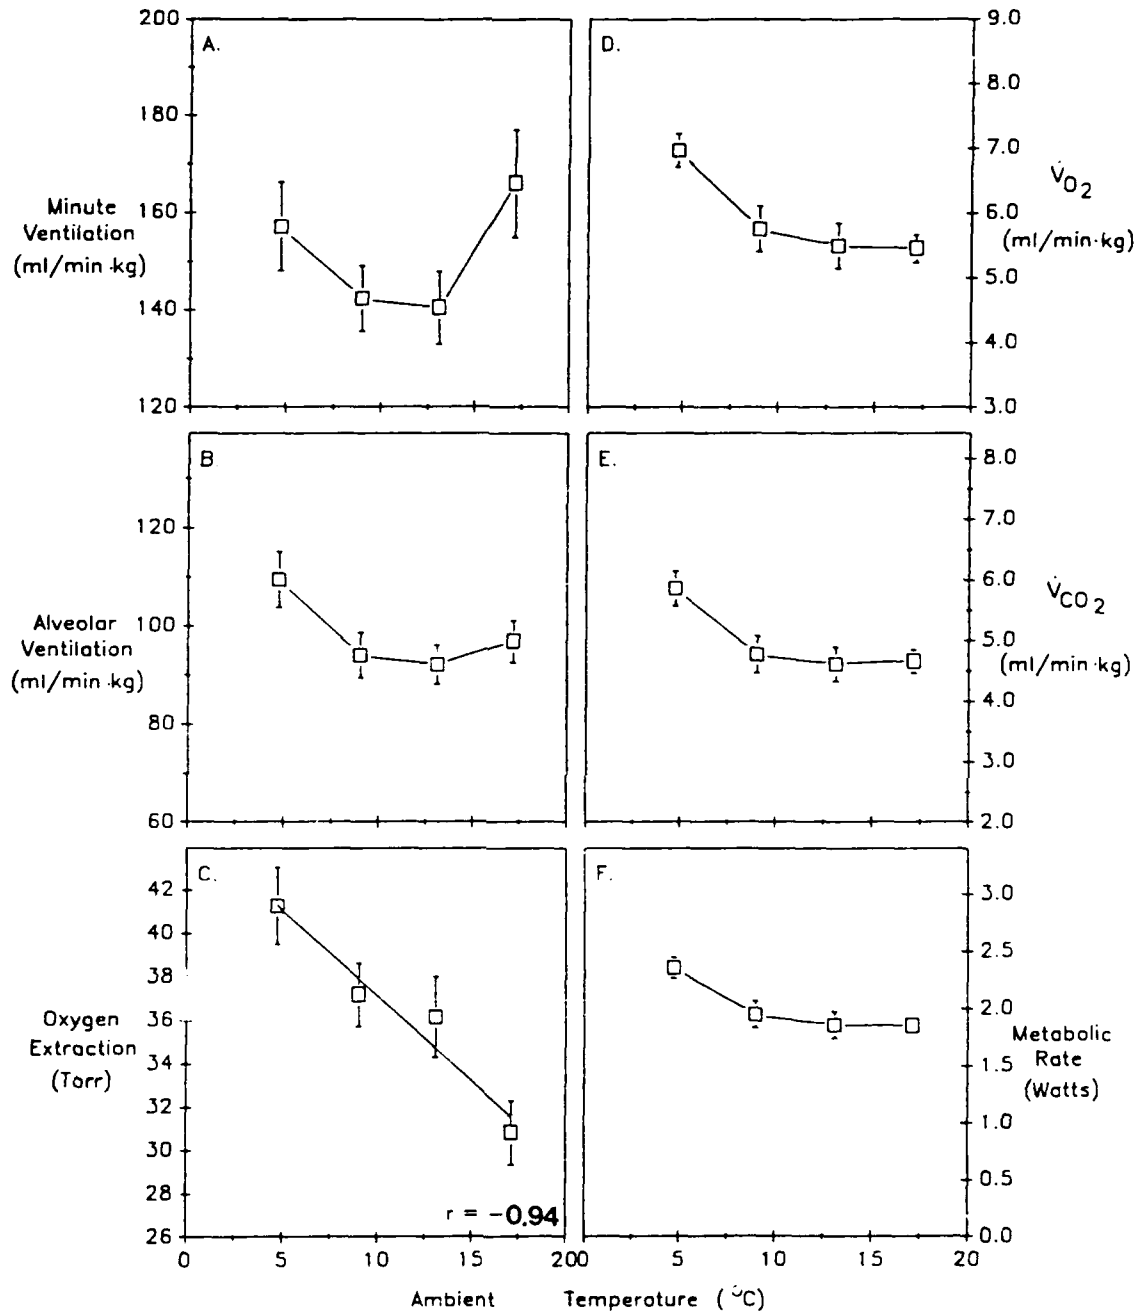 200
180
160
140
120
Minute
Ventilation
(ml/min·kg)
A.
D.
9.0
8.0
7.0
6.0
5.0
4.0
3.0
V̇O2
(ml/min·kg)
B.
120
100
80
60
Alveolar
Ventilation
(ml/min·kg)
E.
8.0
7.0
6.0
5.0
4.0
3.0
2.0
V̇CO2
(ml/min·kg)
C.
42
40
38
36
34
32
30
28
26
Oxygen
Extraction
(Torr)
r = -0.94
0 5 10 15 20
F.
3.0
2.5
2.0
1.5
1.0
0.5
0.0
Metabolic
Rate
(Watts)
0 5 10 15 20
Ambient Temperature (°C)